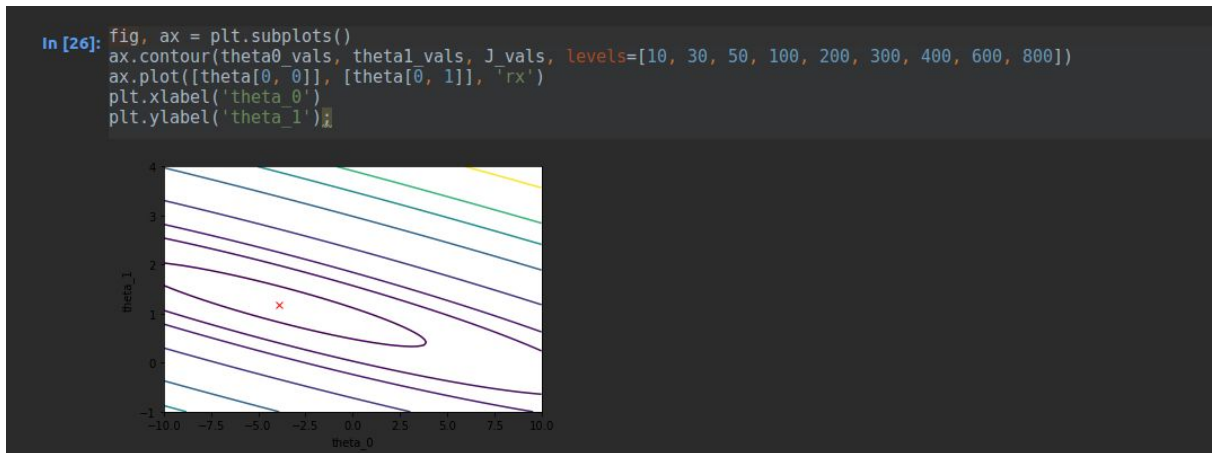 In [26]: fig, ax = plt.subplots()
ax.contour(theta0_vals, theta1_vals, J_vals, levels=[10, 30, 50, 100, 200, 300, 400, 600, 800])
ax.plot([theta[0, 0]], [theta[0, 1]], 'rx')
plt.xlabel('theta_0')
plt.ylabel('theta_1');
4
3
2
1
0
−1
theta_1
−10.0 −7.5 −5.0 −2.5 0.0 2.5 5.0 7.5 10.0
theta_0